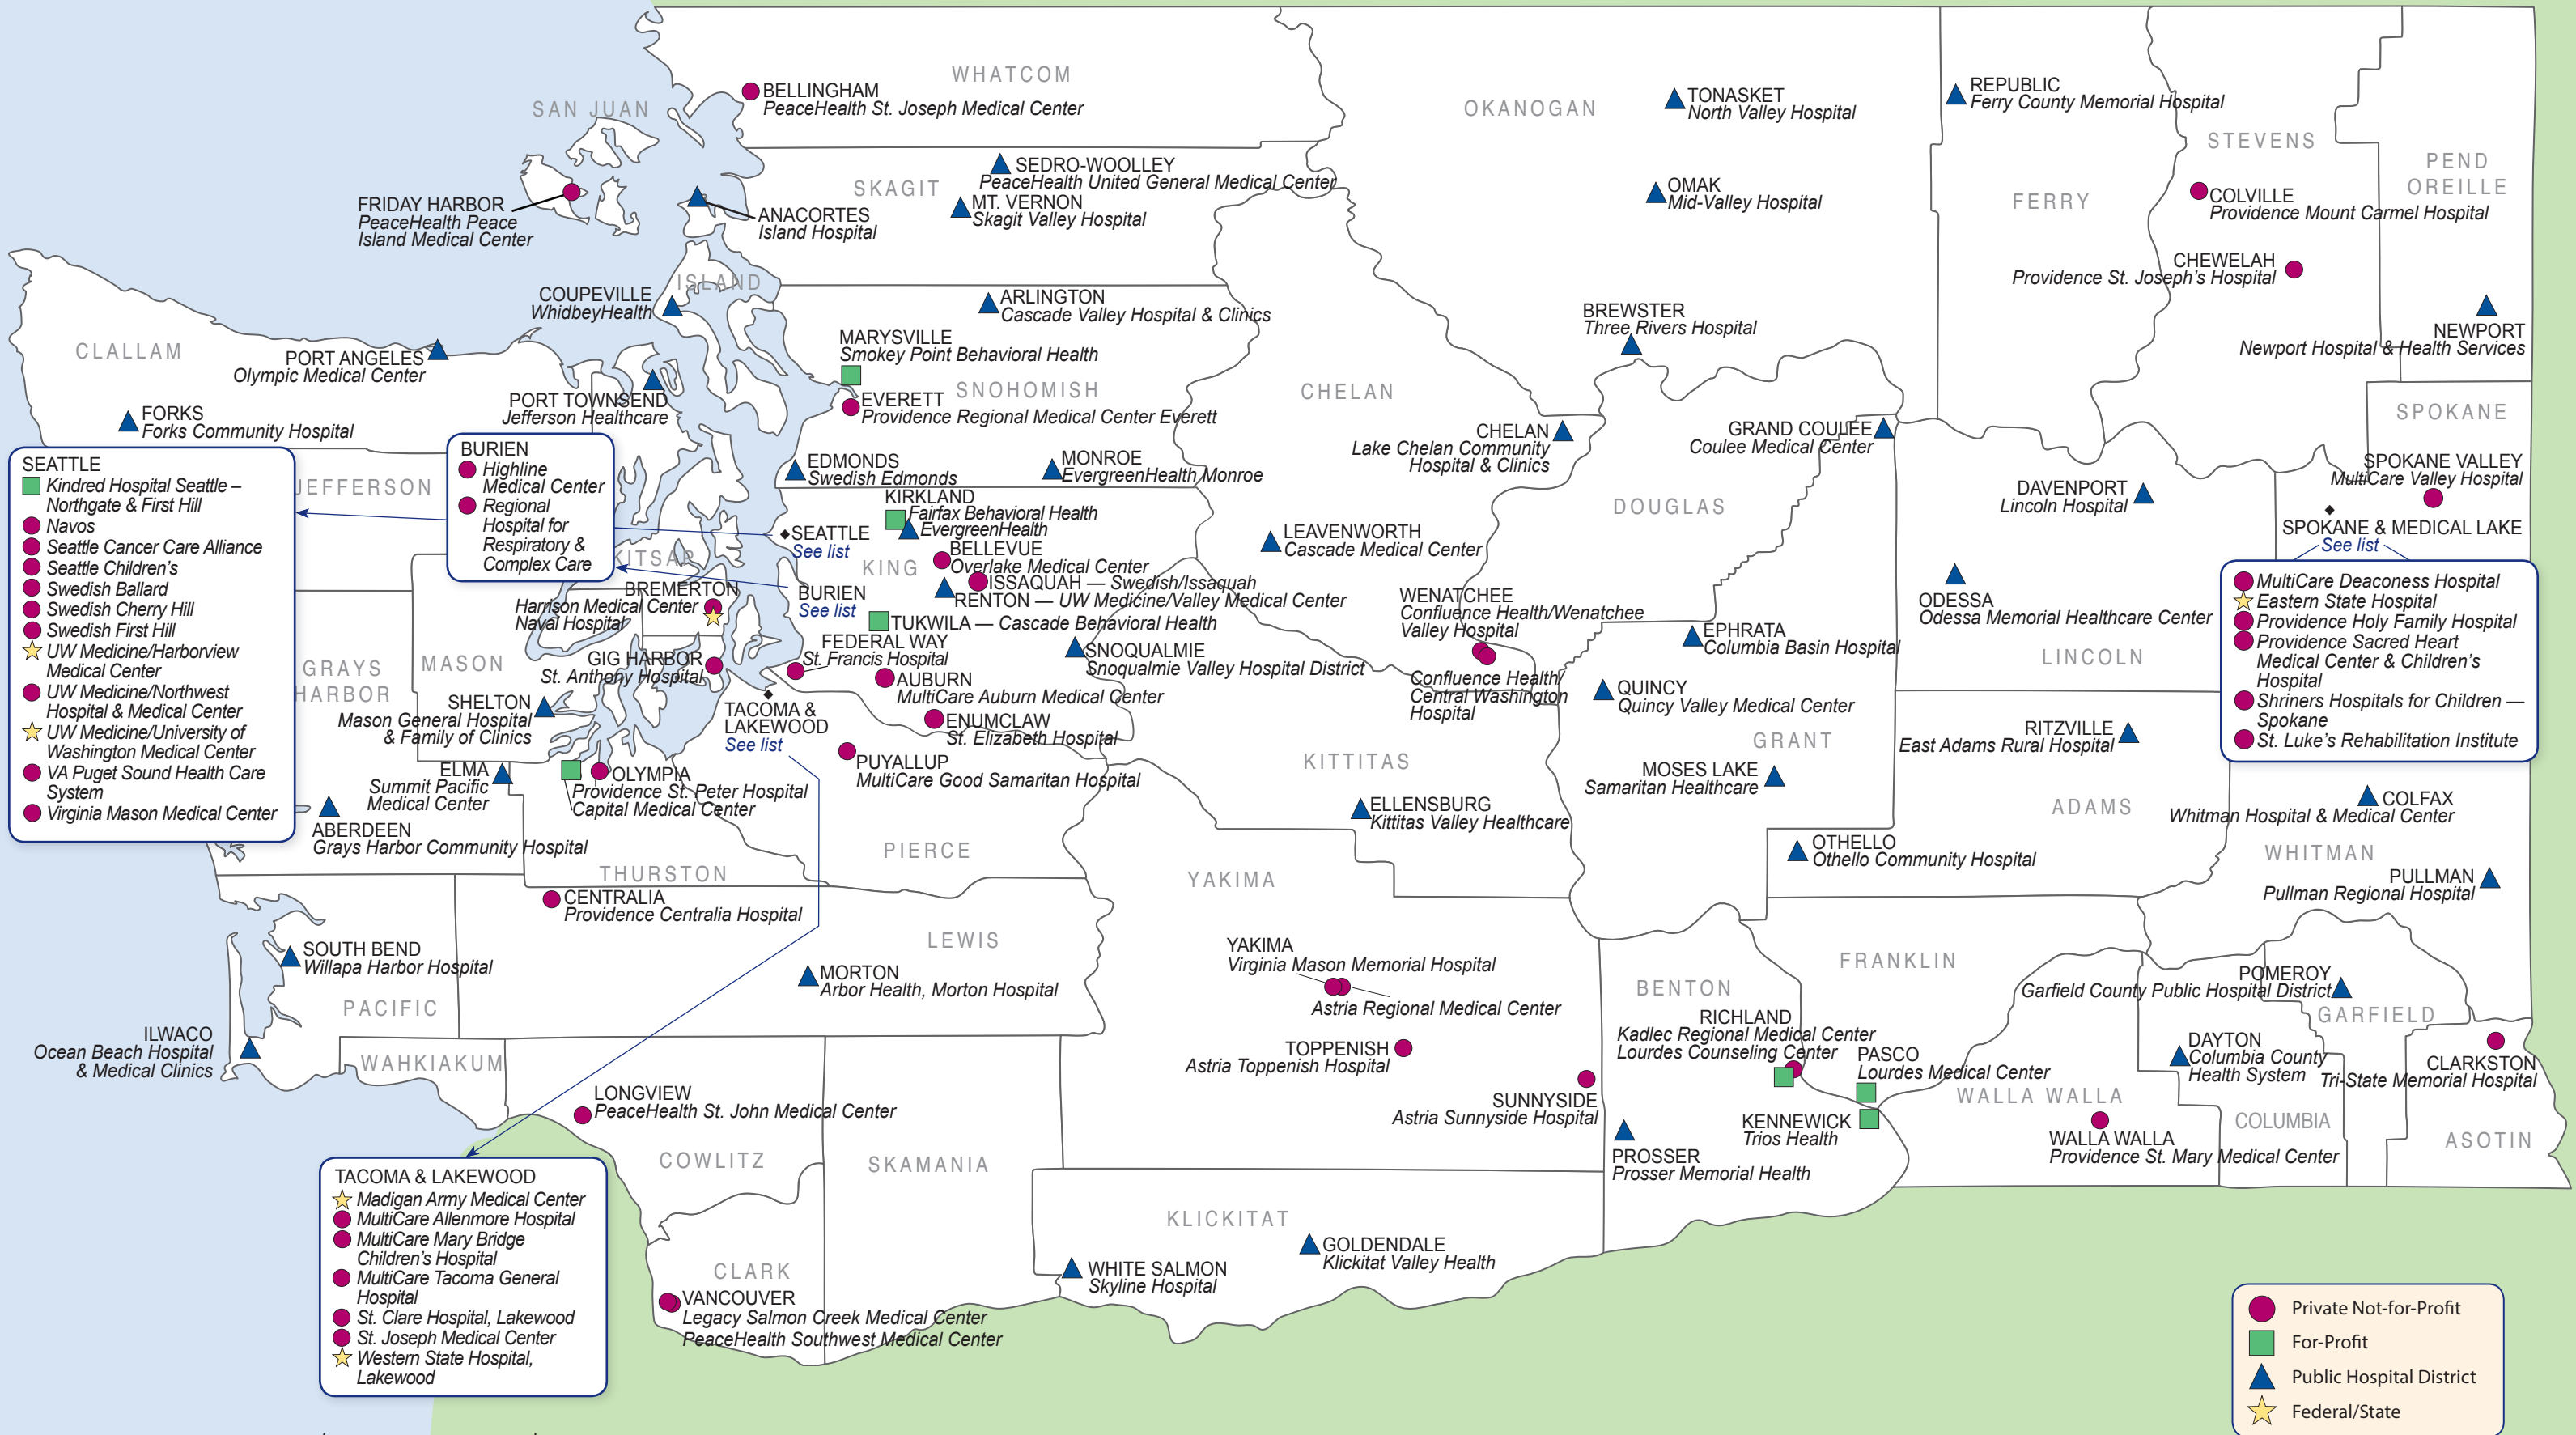 WHATCOM
SAN JUAN
OKANOGAN
SKAGIT
STEVENS
PEND
OREILLE
FERRY
ISLAND
CLALLAM
SNOHOMISH
CHELAN
SPOKANE
JEFFERSON
DOUGLAS
KITSAP
KING
GRAYS
HARBOR
MASON
LINCOLN
GRANT
KITTITAS
ADAMS
PIERCE
THURSTON
YAKIMA
WHITMAN
LEWIS
FRANKLIN
BENTON
PACIFIC
GARFIELD
WAHKIAKUM
WALLA WALLA
COLUMBIA
ASOTIN
COWLITZ
SKAMANIA
KLICKITAT
CLARK
BELLINGHAM
PeaceHealth St. Joseph Medical Center
FRIDAY HARBOR
PeaceHealth Peace
Island Medical Center
SEDRO-WOOLLEY
PeaceHealth United General Medical Center
MT. VERNON
Skagit Valley Hospital
ANACORTES
Island Hospital
TONASKET
North Valley Hospital
OMAK
Mid-Valley Hospital
REPUBLIC
Ferry County Memorial Hospital
COLVILLE
Providence Mount Carmel Hospital
CHEWELAH
Providence St. Joseph's Hospital
NEWPORT
Newport Hospital & Health Services
COUPEVILLE
WhidbeyHealth
ARLINGTON
Cascade Valley Hospital & Clinics
MARYSVILLE
Smokey Point Behavioral Health
EVERETT
Providence Regional Medical Center Everett
BREWSTER
Three Rivers Hospital
PORT ANGELES
Olympic Medical Center
FORKS
Forks Community Hospital
PORT TOWNSEND
Jefferson Healthcare
CHELAN
Lake Chelan Community
Hospital & Clinics
GRAND COULEE
Coulee Medical Center
EDMONDS
Swedish Edmonds
MONROE
EvergreenHealth Monroe
KIRKLAND
Fairfax Behavioral Health
EvergreenHealth
SEATTLE
See list
BELLEVUE
Overlake Medical Center
ISSAQUAH — Swedish/Issaquah
RENTON — UW Medicine/Valley Medical Center
BURIEN
See list
TUKWILA — Cascade Behavioral Health
FEDERAL WAY
St. Francis Hospital
SNOQUALMIE
Snoqualmie Valley Hospital District
AUBURN
MultiCare Auburn Medical Center
ENUMCLAW
St. Elizabeth Hospital
PUYALLUP
MultiCare Good Samaritan Hospital
TACOMA &
LAKEWOOD
See list
BREMERTON
Harrison Medical Center
Naval Hospital
GIG HARBOR
St. Anthony Hospital
SHELTON
Mason General Hospital
& Family of Clinics
ELMA
Summit Pacific
Medical Center
OLYMPIA
Providence St. Peter Hospital
Capital Medical Center
ABERDEEN
Grays Harbor Community Hospital
LEAVENWORTH
Cascade Medical Center
WENATCHEE
Confluence Health/Wenatchee
Valley Hospital
Confluence Health/
Central Washington
Hospital
EPHRATA
Columbia Basin Hospital
QUINCY
Quincy Valley Medical Center
MOSES LAKE
Samaritan Healthcare
ELLENSBURG
Kittitas Valley Healthcare
OTHELLO
Othello Community Hospital
DAVENPORT
Lincoln Hospital
ODESSA
Odessa Memorial Healthcare Center
RITZVILLE
East Adams Rural Hospital
SPOKANE VALLEY
MultiCare Valley Hospital
SPOKANE & MEDICAL LAKE
See list
COLFAX
Whitman Hospital & Medical Center
PULLMAN
Pullman Regional Hospital
CENTRALIA
Providence Centralia Hospital
SOUTH BEND
Willapa Harbor Hospital
ILWACO
Ocean Beach Hospital
& Medical Clinics
MORTON
Arbor Health, Morton Hospital
YAKIMA
Virginia Mason Memorial Hospital
Astria Regional Medical Center
TOPPENISH
Astria Toppenish Hospital
SUNNYSIDE
Astria Sunnyside Hospital
RICHLAND
Kadlec Regional Medical Center
Lourdes Counseling Center
PASCO
Lourdes Medical Center
KENNEWICK
Trios Health
PROSSER
Prosser Memorial Health
POMEROY
Garfield County Public Hospital District
DAYTON
Columbia County
Health System
CLARKSTON
Tri-State Memorial Hospital
WALLA WALLA
Providence St. Mary Medical Center
LONGVIEW
PeaceHealth St. John Medical Center
VANCOUVER
Legacy Salmon Creek Medical Center
PeaceHealth Southwest Medical Center
WHITE SALMON
Skyline Hospital
GOLDENDALE
Klickitat Valley Health
SEATTLE
Kindred Hospital Seattle –
Northgate & First Hill
Navos
Seattle Cancer Care Alliance
Seattle Children's
Swedish Ballard
Swedish Cherry Hill
Swedish First Hill
UW Medicine/Harborview
Medical Center
UW Medicine/Northwest
Hospital & Medical Center
UW Medicine/University of
Washington Medical Center
VA Puget Sound Health Care
System
Virginia Mason Medical Center
BURIEN
Highline
Medical Center
Regional
Hospital for
Respiratory &
Complex Care
MultiCare Deaconess Hospital
Eastern State Hospital
Providence Holy Family Hospital
Providence Sacred Heart
Medical Center & Children's
Hospital
Shriners Hospitals for Children —
Spokane
St. Luke's Rehabilitation Institute
TACOMA & LAKEWOOD
Madigan Army Medical Center
MultiCare Allenmore Hospital
MultiCare Mary Bridge
Children's Hospital
MultiCare Tacoma General
Hospital
St. Clare Hospital, Lakewood
St. Joseph Medical Center
Western State Hospital,
Lakewood
Private Not-for-Profit
For-Profit
Public Hospital District
Federal/State